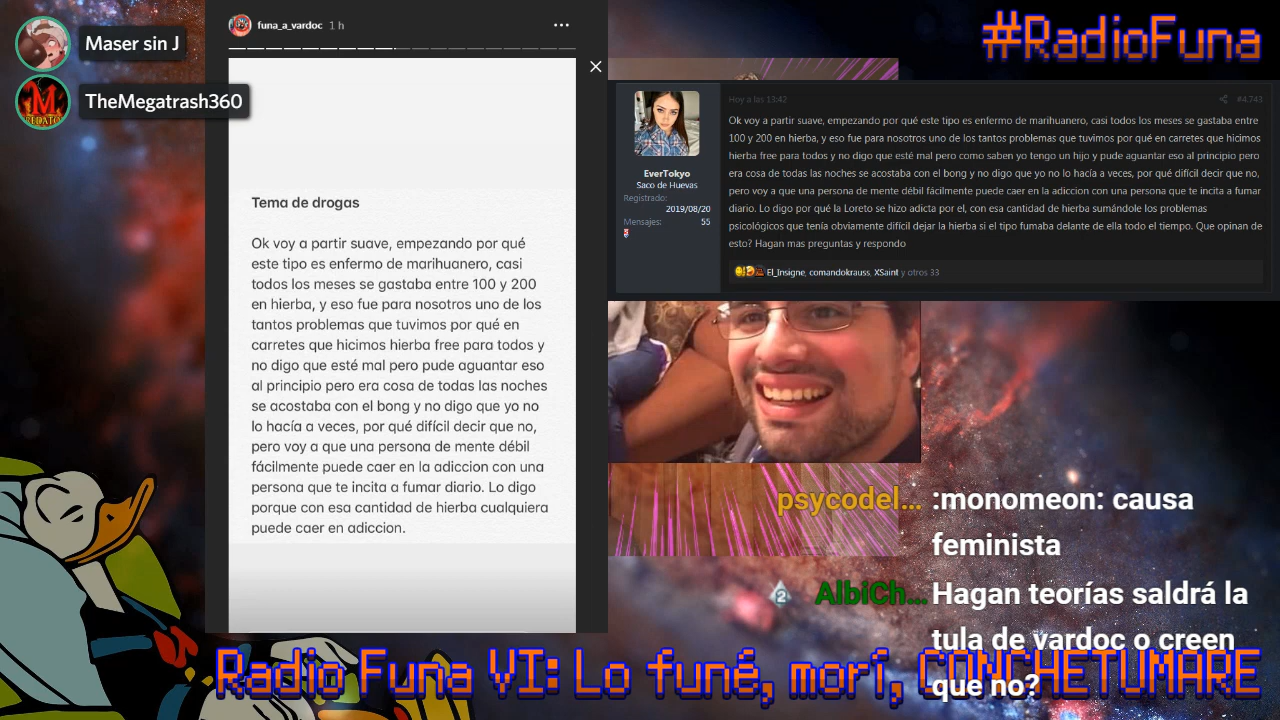 Maser sin J
TheMegatrash360
funa_a_vardoc 1 h
Tema de drogas
Ok voy a partir suave, empezando por qué
este tipo es enfermo de marihuanero, casi
todos los meses se gastaba entre 100 y 200
en hierba, y eso fue para nosotros uno de los
tantos problemas que tuvimos por qué en
carretes que hicimos hierba free para todos y
no digo que esté mal pero pude aguantar eso
al principio pero era cosa de todas las noches
se acostaba con el bong y no digo que yo no
lo hacía a veces, por qué difícil decir que no,
pero voy a que una persona de mente débil
fácilmente puede caer en la adiccion con una
persona que te incita a fumar diario. Lo digo
porque con esa cantidad de hierba cualquiera
puede caer en adiccion.
#RadioFuna
Hoy a las 13:42
#4.743
EverTokyo
Saco de Huevas
Registrado:
2019/08/20
Mensajes:
55
Ok voy a partir suave, empezando por qué este tipo es enfermo de marihuanero, casi todos los meses se gastaba entre
100 y 200 en hierba, y eso fue para nosotros uno de los tantos problemas que tuvimos por qué en carretes que hicimos
hierba free para todos y no digo que esté mal pero como saben yo tengo un hijo y pude aguantar eso al principio pero
era cosa de todas las noches se acostaba con el bong y no digo que yo no lo hacía a veces, por qué difícil decir que no,
pero voy a que una persona de mente débil fácilmente puede caer en la adiccion con una persona que te incita a fumar
diario. Lo digo por qué la Loreto se hizo adicta por el, con esa cantidad de hierba sumándole los problemas
psicológicos que tenía obviamente difícil dejar la hierba si el tipo fumaba delante de ella todo el tiempo. Que opinan de
esto? Hagan mas preguntas y respondo
El_Insigne, comandokrauss, XSaint y otros 33
psycodel... :monomeon: causa
feminista
2 AlbiCh... Hagan teorías saldrá la
tula de vardoc o creen
que no?
Radio Funa VI: Lo funé, morí, CONCHETUMARE